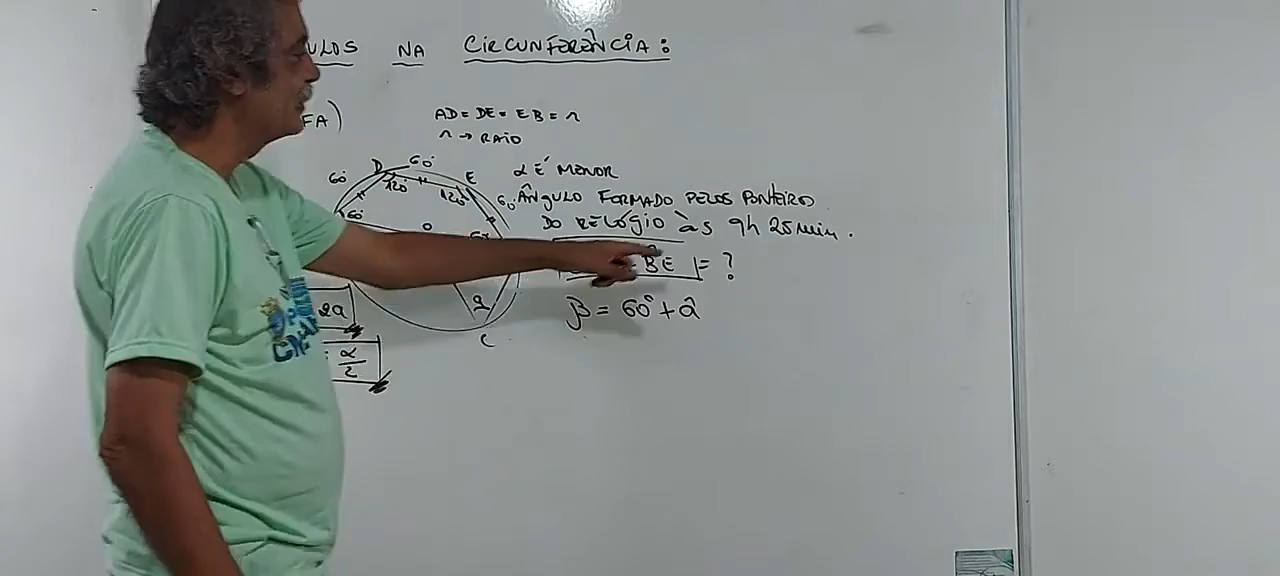 ULOS NA CIRCUNFERÊNCIA:
FA)
AD = DE = EB = r
r → RAIO
α É MENOR
ÂNGULO FORMADO PELOS PONTEIRO
DO RELÓGIO ÀS 9h 25min.
BE = ?
β = 60° + a
60° D 60° E
120° 120° 60°
60° O
a
2a
C
α/2